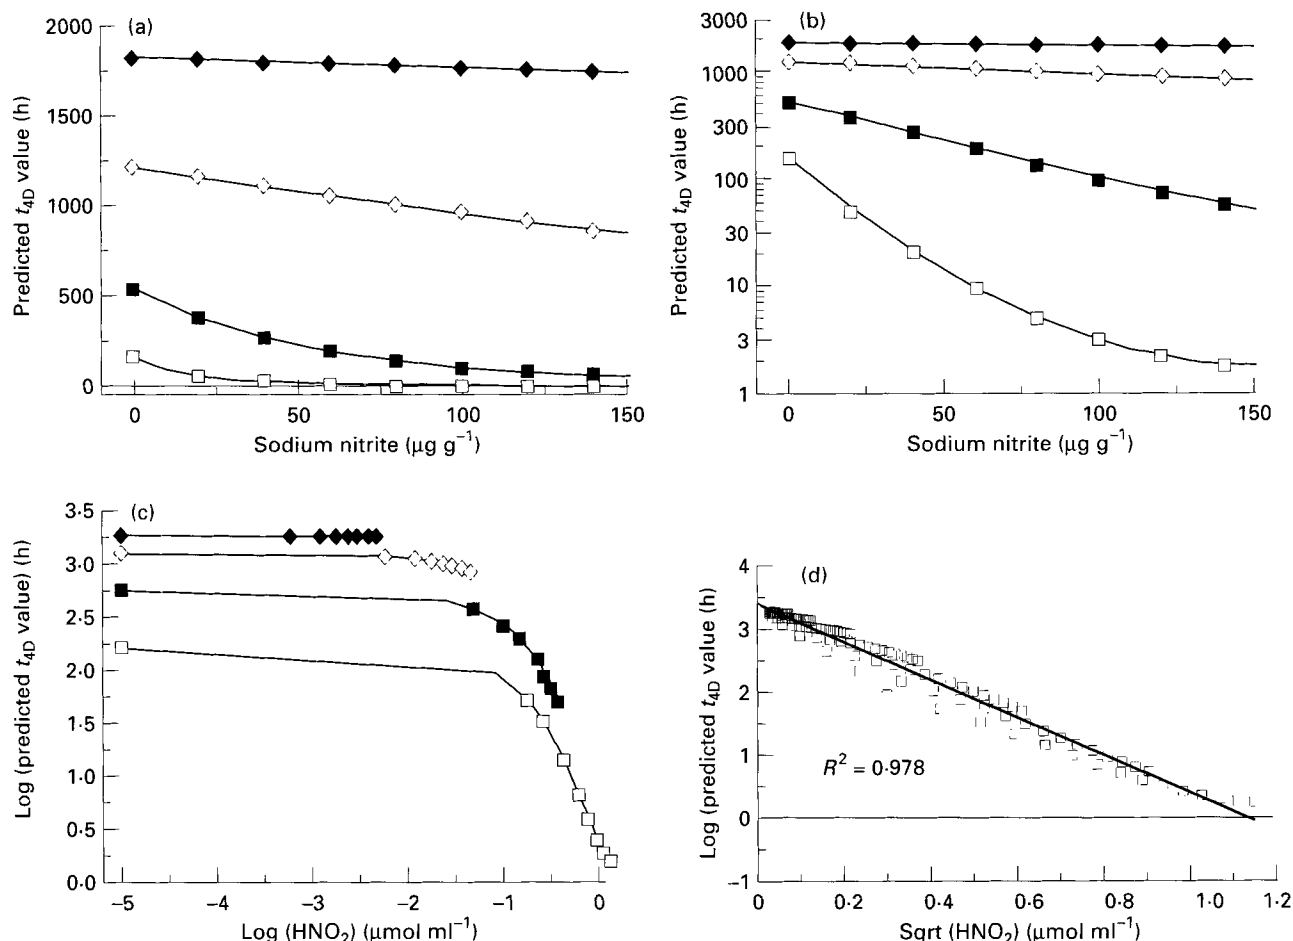 (a)
2000
1500
1000
500
0
Predicted t4D value (h)
0 50 100 150
Sodium nitrite (μg g⁻¹)
(b)
3000
1000
300
100
30
10
3
1
Predicted t4D value (h)
0 50 100 150
Sodium nitrite (μg g⁻¹)
(c)
3·5
3·0
2·5
2·0
1·5
1·0
0·5
0·0
Log (predicted t4D value) (h)
−5 −4 −3 −2 −1 0
Log (HNO2) (μmol ml⁻¹)
(d)
4
3
2
1
0
−1
Log (predicted t4D value) (h)
R² = 0·978
0 0·2 0·4 0·6 0·8 1·0 1·2
Sqrt (HNO2) (μmol ml⁻¹)